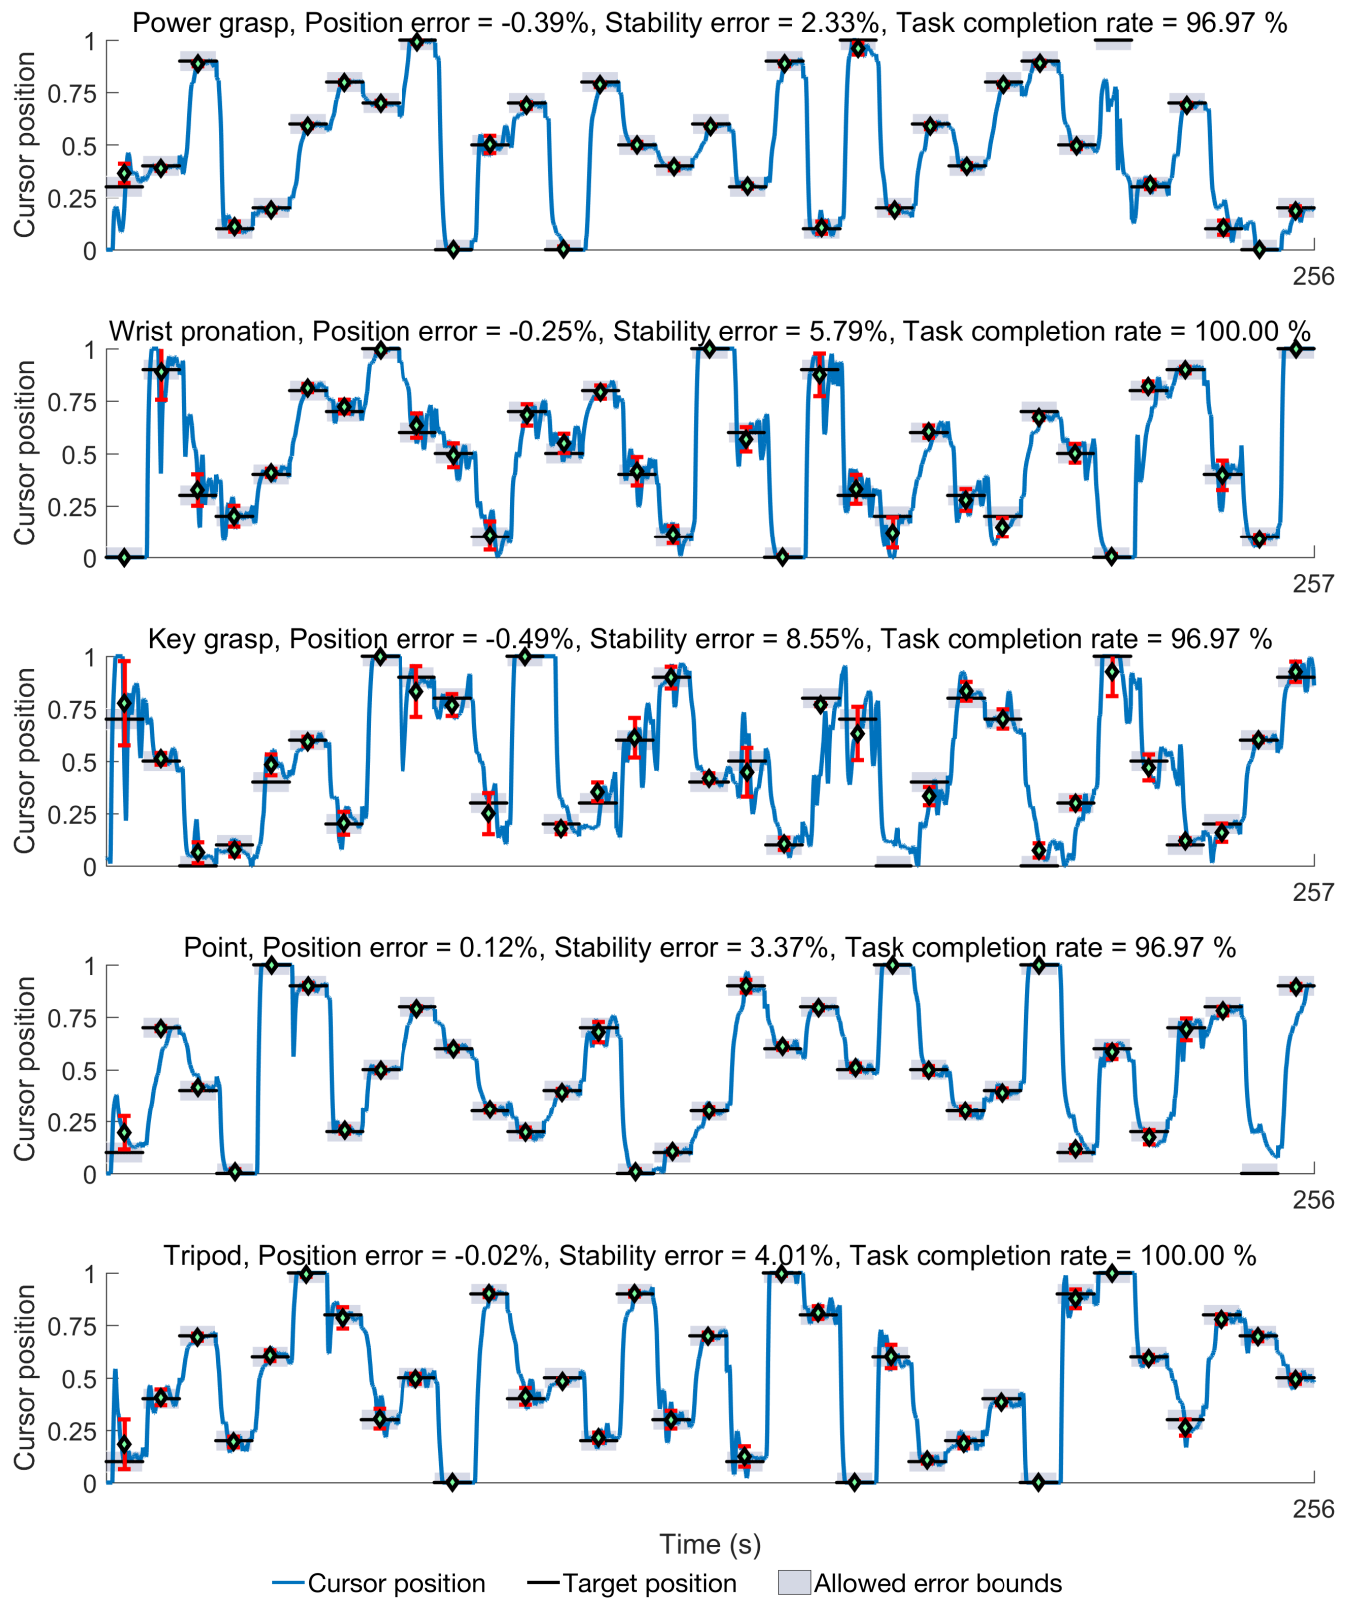 Power grasp, Position error = -0.39%, Stability error = 2.33%, Task completion rate = 96.97 %
Cursor position
1
0.75
0.5
0.25
0
256
Wrist pronation, Position error = -0.25%, Stability error = 5.79%, Task completion rate = 100.00 %
Cursor position
1
0.75
0.5
0.25
0
257
Key grasp, Position error = -0.49%, Stability error = 8.55%, Task completion rate = 96.97 %
Cursor position
1
0.75
0.5
0.25
0
257
Point, Position error = 0.12%, Stability error = 3.37%, Task completion rate = 96.97 %
Cursor position
1
0.75
0.5
0.25
0
256
Tripod, Position error = -0.02%, Stability error = 4.01%, Task completion rate = 100.00 %
Cursor position
1
0.75
0.5
0.25
0
256
Time (s)
Cursor position Target position Allowed error bounds